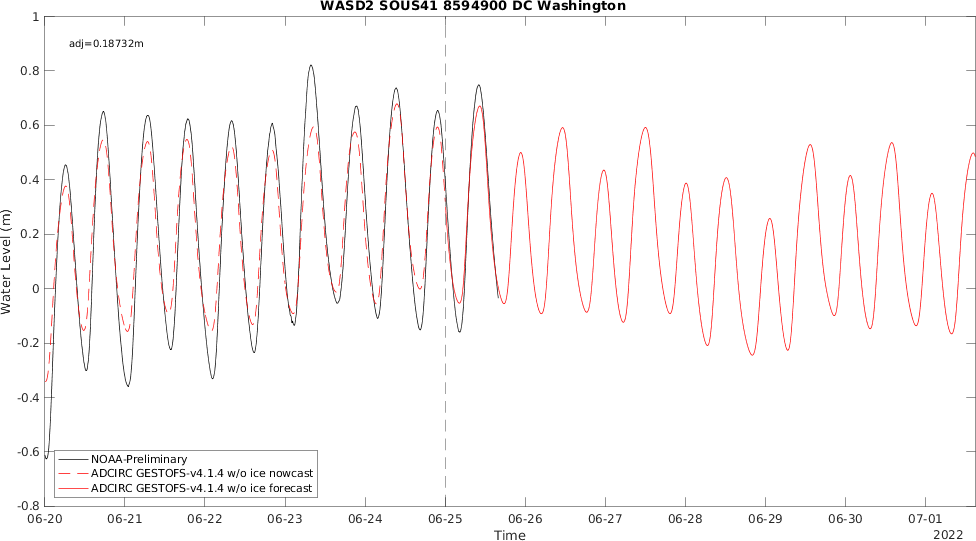 WASD2 SOUS41 8594900 DC Washington
adj=0.18732m
1
0.8
0.6
0.4
0.2
0
-0.2
-0.4
-0.6
-0.8
Water Level (m)
NOAA-Preliminary
ADCIRC GESTOFS-v4.1.4 w/o ice nowcast
ADCIRC GESTOFS-v4.1.4 w/o ice forecast
06-20 06-21 06-22 06-23 06-24 06-25 06-26 06-27 06-28 06-29 06-30 07-01
Time
2022